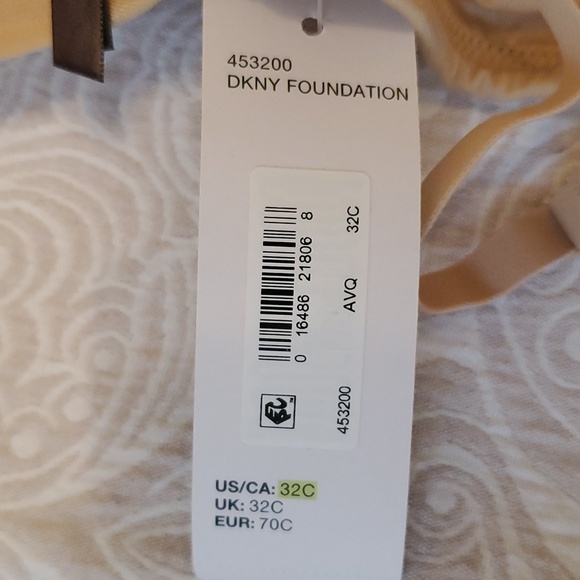 453200
DKNY FOUNDATION
0 16486 21806 8
AVQ 32C
453200
US/CA: 32C
UK: 32C
EUR: 70C